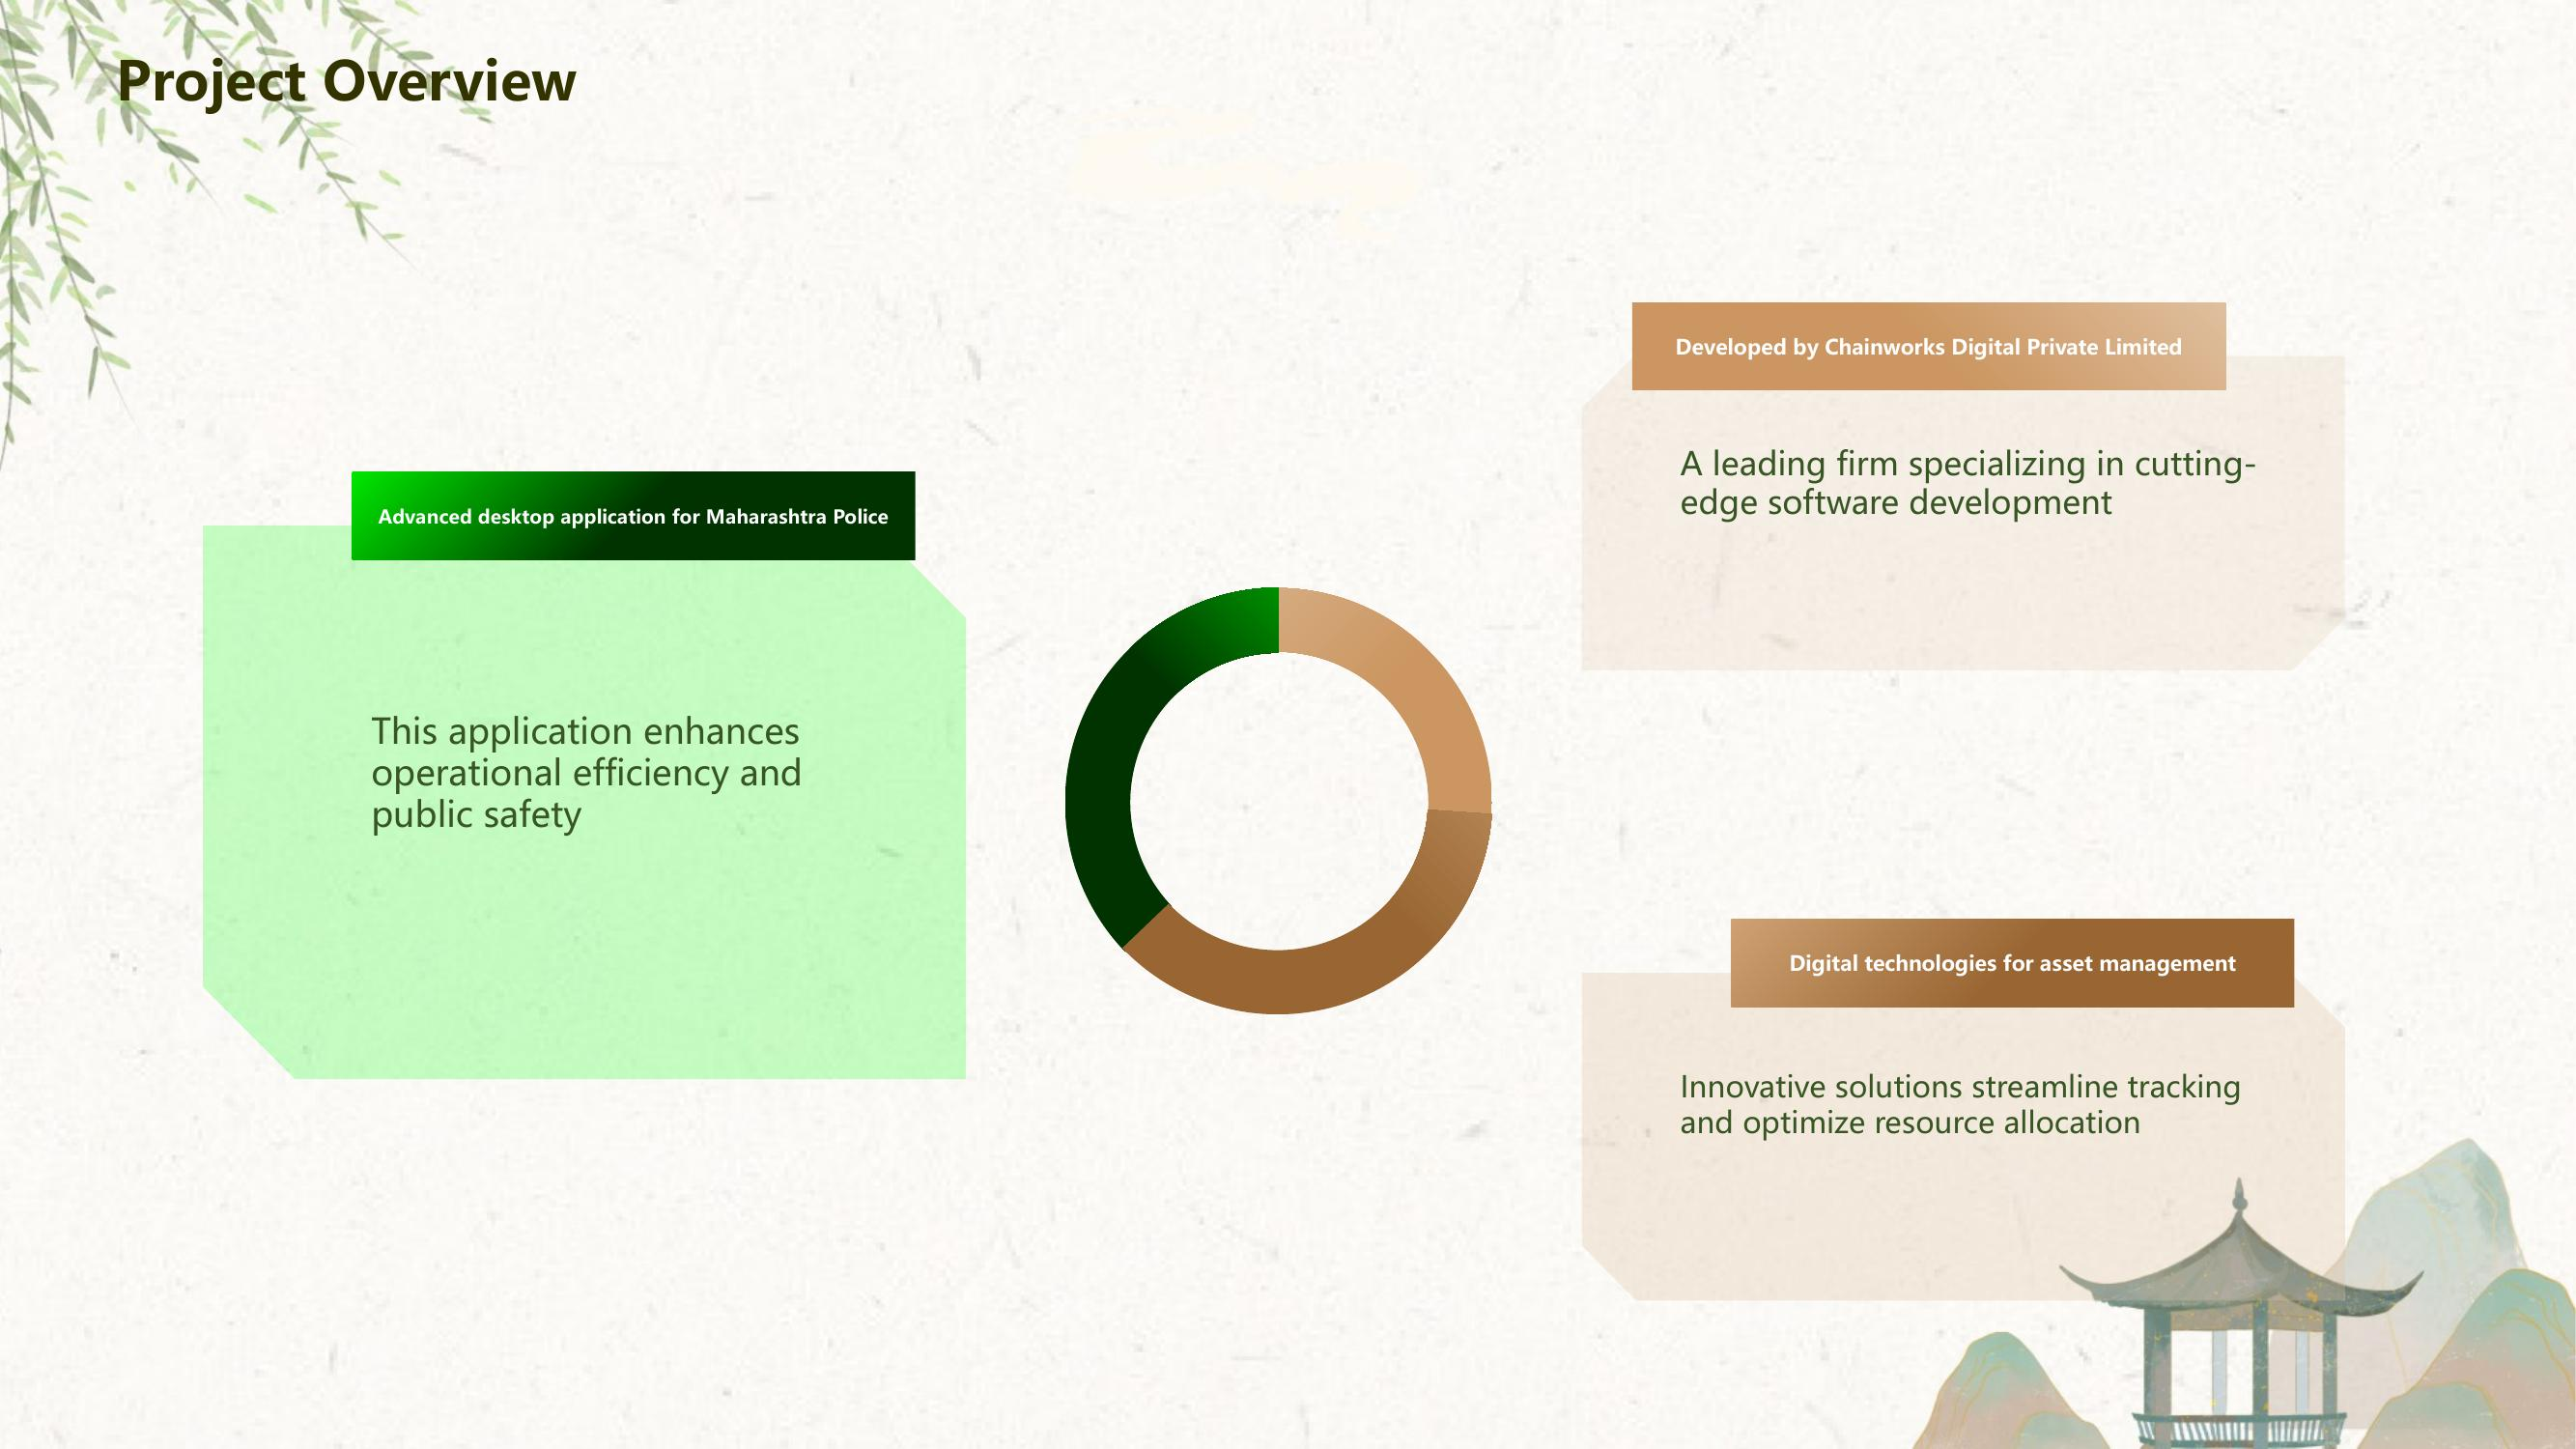 Project Overview
Advanced desktop application for Maharashtra Police
This application enhances
operational efficiency and
public safety
Developed by Chainworks Digital Private Limited
A leading firm specializing in cutting-
edge software development
Digital technologies for asset management
Innovative solutions streamline tracking
and optimize resource allocation